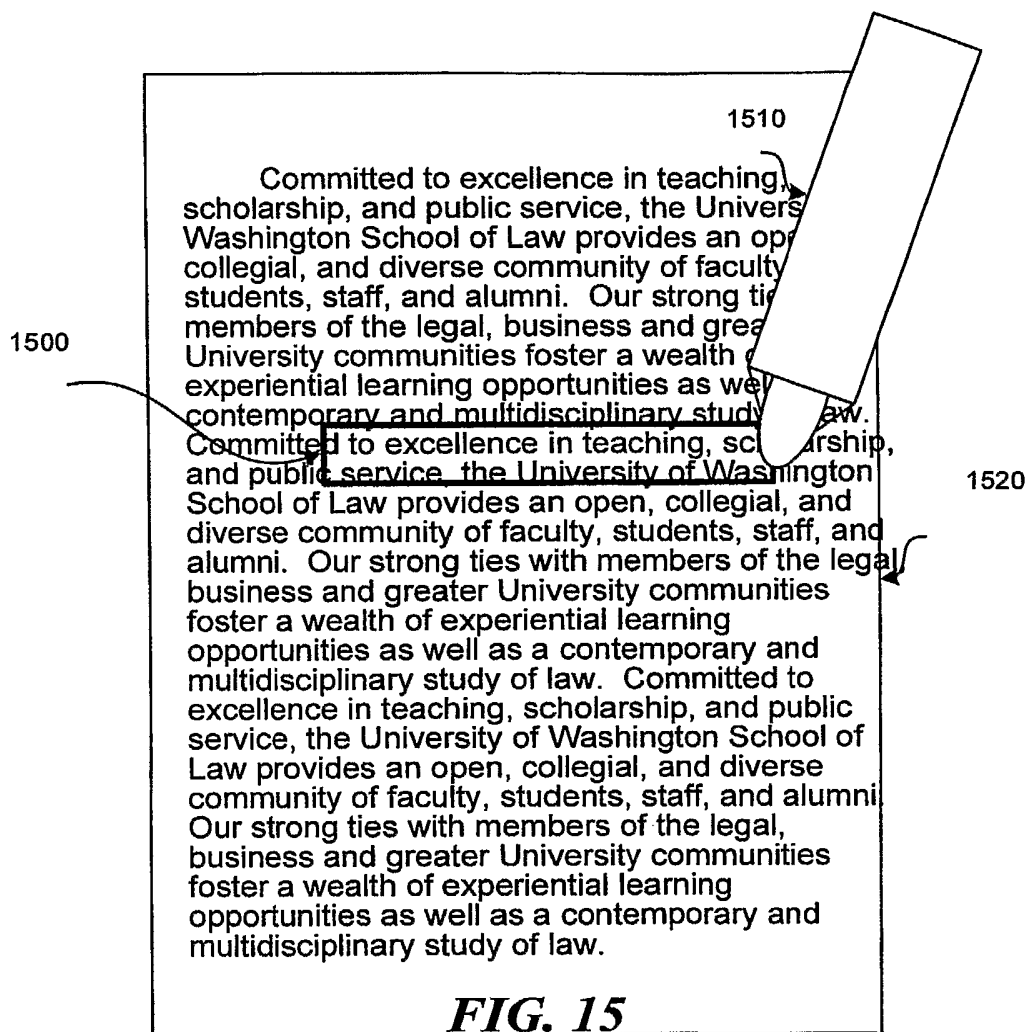 1510
Committed to excellence in teaching,
scholarship, and public service, the Univers
Washington School of Law provides an ope
collegial, and diverse community of faculty
students, staff, and alumni. Our strong tie
members of the legal, business and grea
1500
University communities foster a wealth
experiential learning opportunities as wel
contemporary and multidisciplinary study aw.
Committed to excellence in teaching, sc arship,
and public service, the University of Washington
1520
School of Law provides an open, collegial, and
diverse community of faculty, students, staff, and
alumni. Our strong ties with members of the legal
business and greater University communities
foster a wealth of experiential learning
opportunities as well as a contemporary and
multidisciplinary study of law. Committed to
excellence in teaching, scholarship, and public
service, the University of Washington School of
Law provides an open, collegial, and diverse
community of faculty, students, staff, and alumni.
Our strong ties with members of the legal,
business and greater University communities
foster a wealth of experiential learning
opportunities as well as a contemporary and
multidisciplinary study of law.
FIG. 15